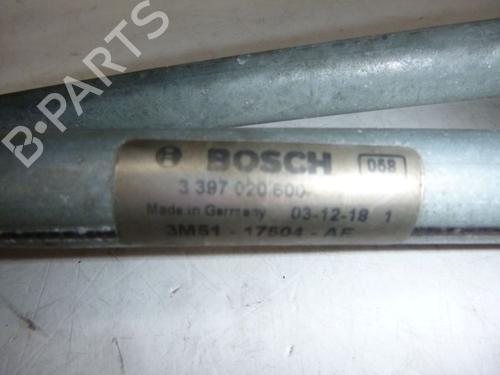 B-PARTS
BOSCH 058
3 397 020 600
Made in Germany 03-12-18 1
3M51 - 17504 - AF